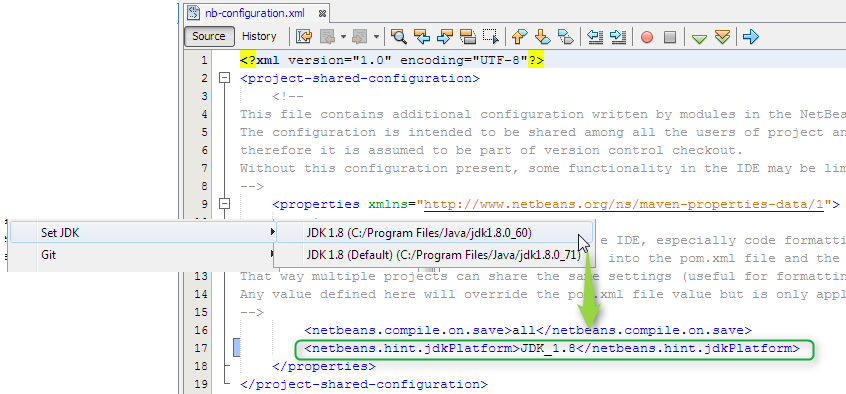 nb-configuration.xml
Source History
1 <?xml version="1.0" encoding="UTF-8"?>
2 <project-shared-configuration>
3 <!--
4 This file contains additional configuration written by modules in the NetBea
5 The configuration is intended to be shared among all the users of project an
6 therefore it is assumed to be part of version control checkout.
7 Without this configuration present, some functionality in the IDE may be lim
8 -->
9 <properties xmlns="http://www.netbeans.org/ns/maven-properties-data/1">
Set JDK JDK 1.8 (C:/Program Files/Java/jdk1.8.0_60)
e IDE, especially code formatti
Git JDK 1.8 (Default) (C:/Program Files/Java/jdk1.8.0_71)
into the pom.xml file and the
13 That way multiple projects can share the same settings (useful for formattin
14 Any value defined here will override the pom.xml file value but is only appl
15 -->
16 <netbeans.compile.on.save>all</netbeans.compile.on.save>
17 <netbeans.hint.jdkPlatform>JDK_1.8</netbeans.hint.jdkPlatform>
18 </properties>
19 </project-shared-configuration>